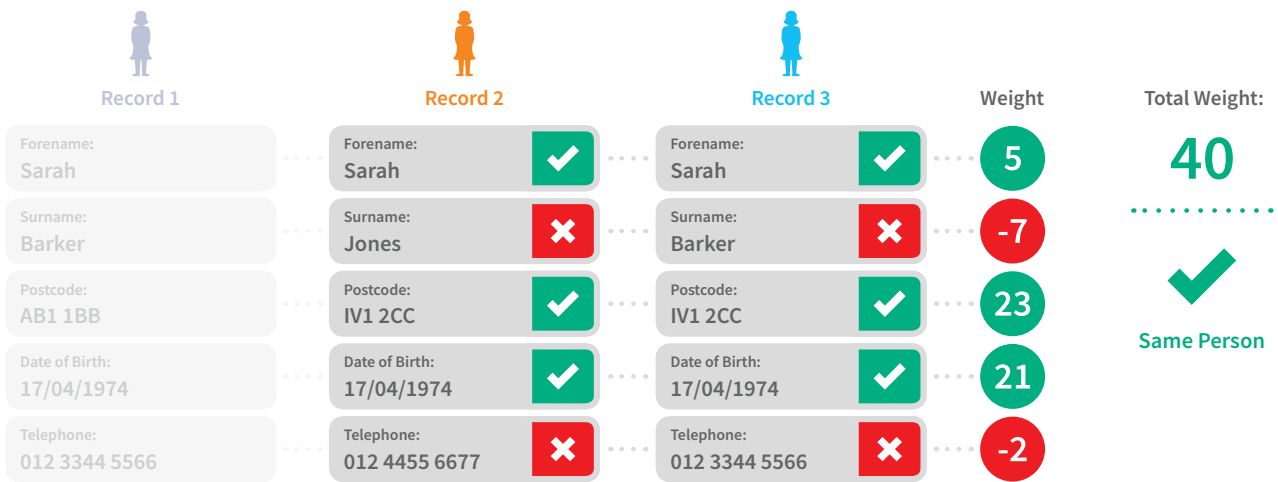 Record 1
Record 2
Record 3
Weight
Total Weight:
Forename:
Sarah
Forename:
Sarah
Forename:
Sarah
5
40
Surname:
Barker
Surname:
Jones
Surname:
Barker
-7
Postcode:
AB1 1BB
Postcode:
IV1 2CC
Postcode:
IV1 2CC
23
Same Person
Date of Birth:
17/04/1974
Date of Birth:
17/04/1974
Date of Birth:
17/04/1974
21
Telephone:
012 3344 5566
Telephone:
012 4455 6677
Telephone:
012 3344 5566
-2